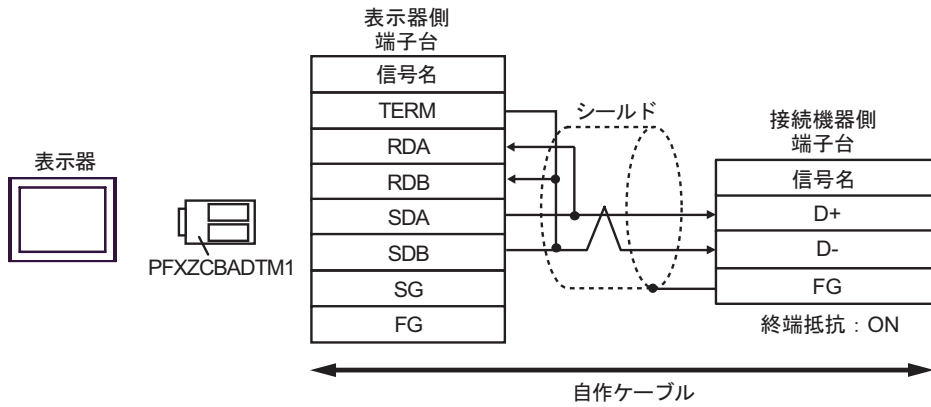 表示器
PFXZCBADTM1
表示器側
端子台
信号名
TERM
RDA
RDB
SDA
SDB
SG
FG
シールド
接続機器側
端子台
信号名
D+
D-
FG
終端抵抗：ON
自作ケーブル